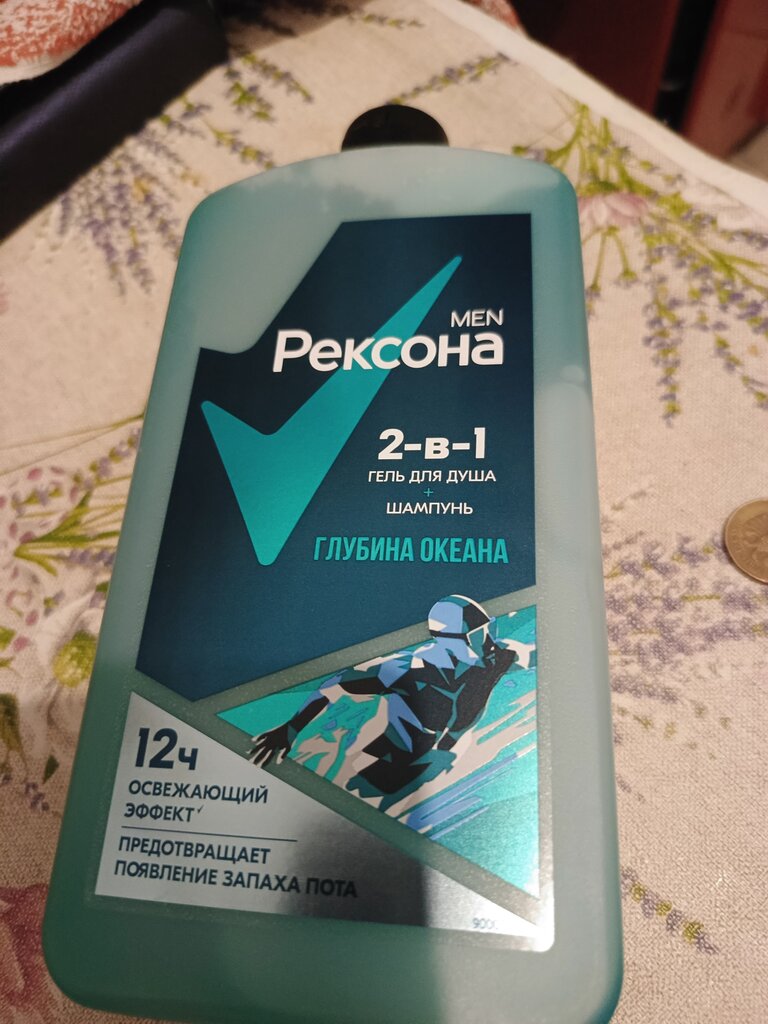 MEN
Рексона
2-в-1
ГЕЛЬ ДЛЯ ДУША
+
ШАМПУНЬ
ГЛУБИНА ОКЕАНА
12ч
ОСВЕЖАЮЩИЙ
ЭФФЕКТ✓
ПРЕДОТВРАЩАЕТ
ПОЯВЛЕНИЕ ЗАПАХА ПОТА